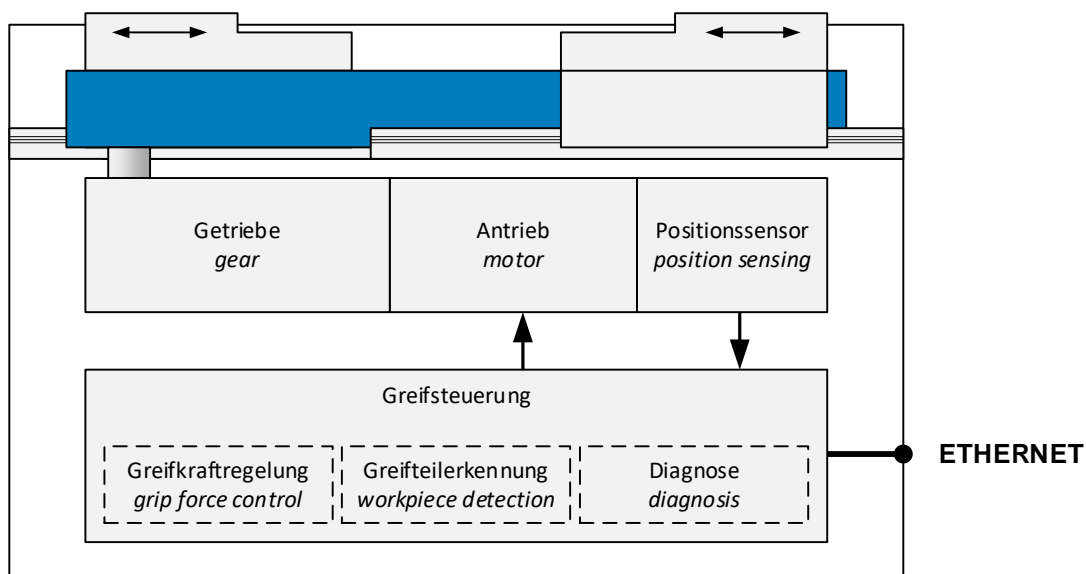 Getriebe
gear
Antrieb
motor
Positionssensor
position sensing
Greifsteuerung
Greifkraftregelung
grip force control
Greifteilerkennung
workpiece detection
Diagnose
diagnosis
ETHERNET